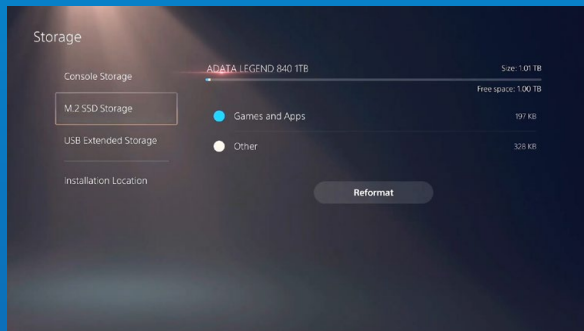 Storage
Console Storage
M.2 SSD Storage
USB Extended Storage
Installation Location
ADATA LEGEND 840 1TB
Size: 1.01 TB
Free space: 1.00 TB
Games and Apps 197 KB
Other 328 KB
Reformat